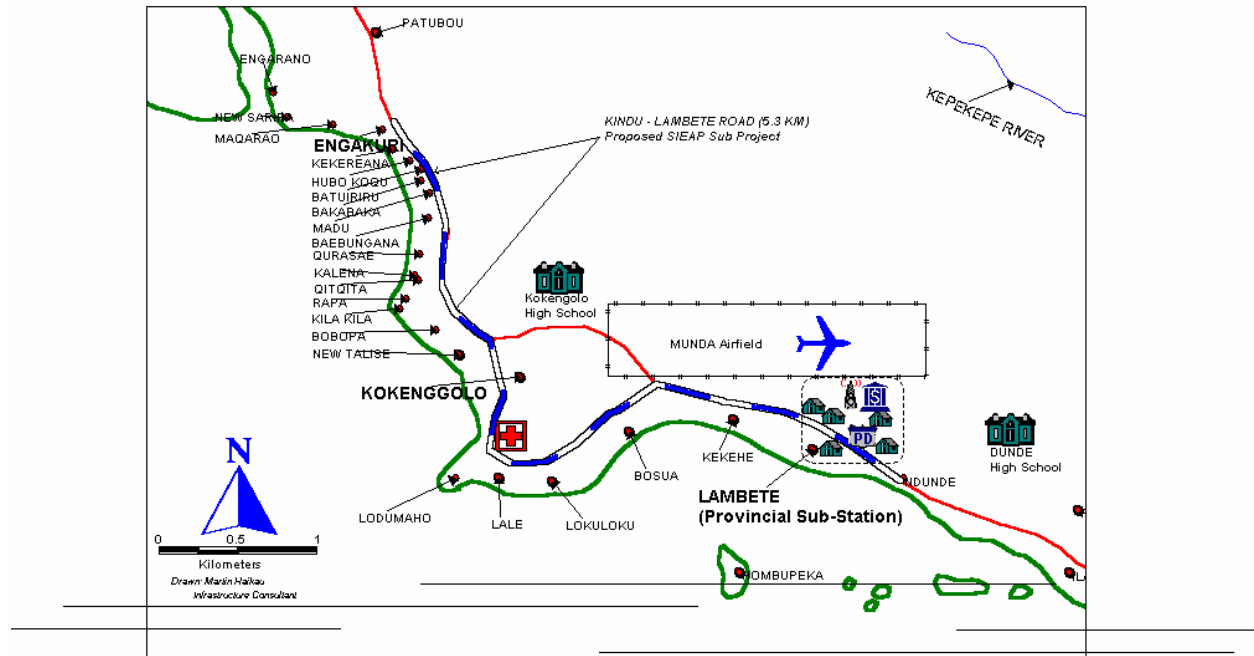 PATUBOU
ENGARANO
KEPEKEPE RIVER
NEW SARIBA
MAQARAO
KINDU - LAMBETE ROAD (5.3 KM)
Proposed SIEAP Sub Project
ENGAKURI
KEKEREANA
HUBO KOQU
BATUIRIRU
BAKABAKA
MADU
BAEBUNGANA
QURASAE
KALENA
QITQITA
RAPA
KILA KILA
BOBOPA
NEW TALISE
Kokengolo
High School
MUNDA Airfield
KOKENGGOLO
S
PD
KEKEHE
BOSUA
DUNDE
High School
NDUNDE
LAMBETE
(Provincial Sub-Station)
LODUMAHO
LALE
LOKULOKU
N
0 0.5 1
Kilometers
Drawn: Martin Haikau
Infrastructure Consultant
HOMBUPEKA